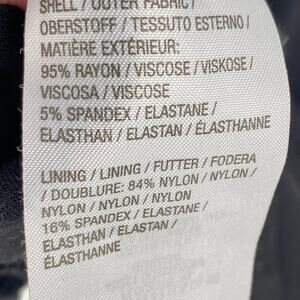 SHELL / OUTER FABRIC /
OBERSTOFF / TESSUTO ESTERNO /
MATIÈRE EXTÉRIEUR:
95% RAYON / VISCOSE / VISKOSE /
VISCOSA / VISCOSE
5% SPANDEX / ELASTANE /
ELASTHAN / ELASTAN / ÉLASTHANNE
LINING / LINING / FUTTER / FODERA
/ DOUBLURE: 84% NYLON / NYLON /
NYLON / NYLON / NYLON
16% SPANDEX / ELASTANE /
ELASTHAN / ELASTAN /
ÉLASTHANNE